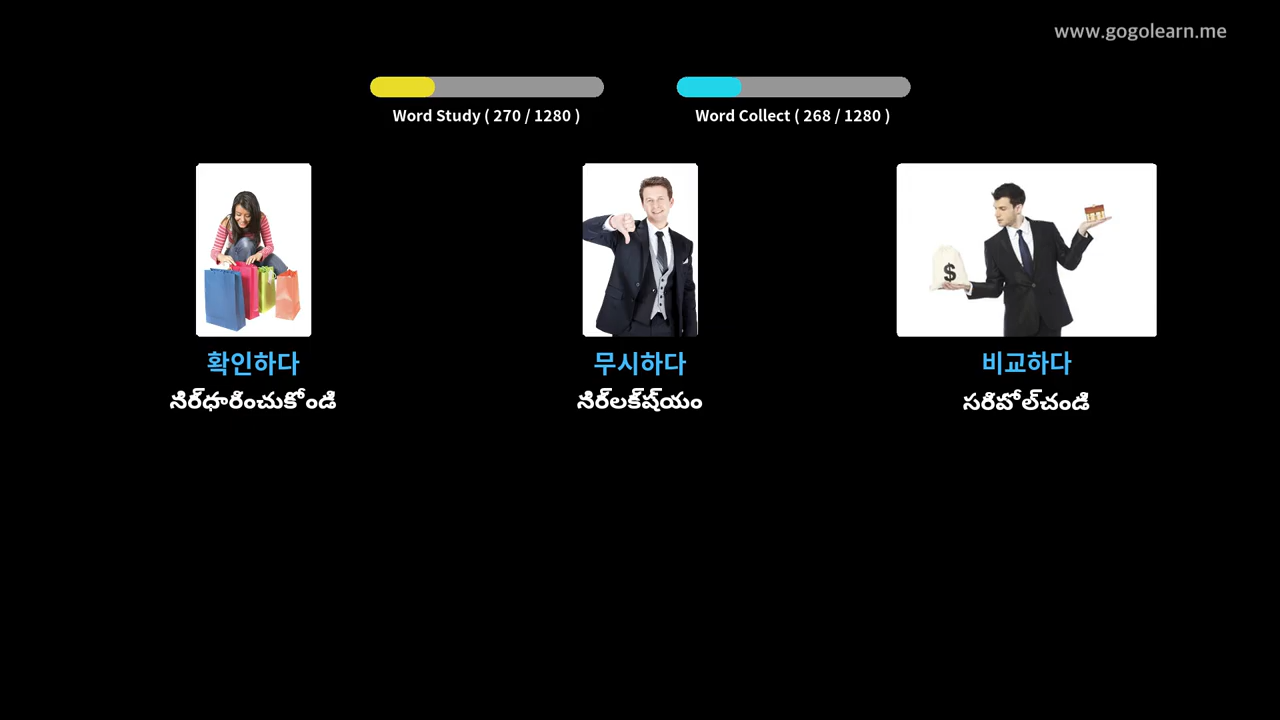 www.gogolearn.me
Word Study ( 270 / 1280 )
Word Collect ( 268 / 1280 )
확인하다
무시하다
비교하다
నిర్‌ధారించుకోండి
నిర్‌లక్‌ష్‌యం
సరిపోల్‌చండి
$